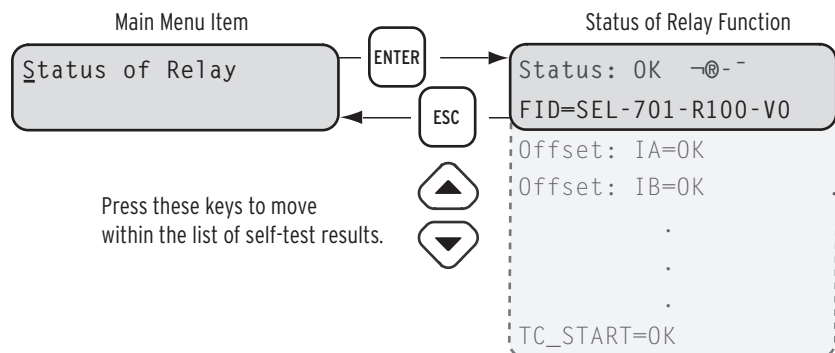 Main Menu Item
Status of Relay Function
Status of Relay
ENTER
Status: OK ¬®-¯
FID=SEL-701-R100-V0
ESC
Offset: IA=OK
Offset: IB=OK
Press these keys to move
within the list of self-test results.
.
.
.
.
TC_START=OK